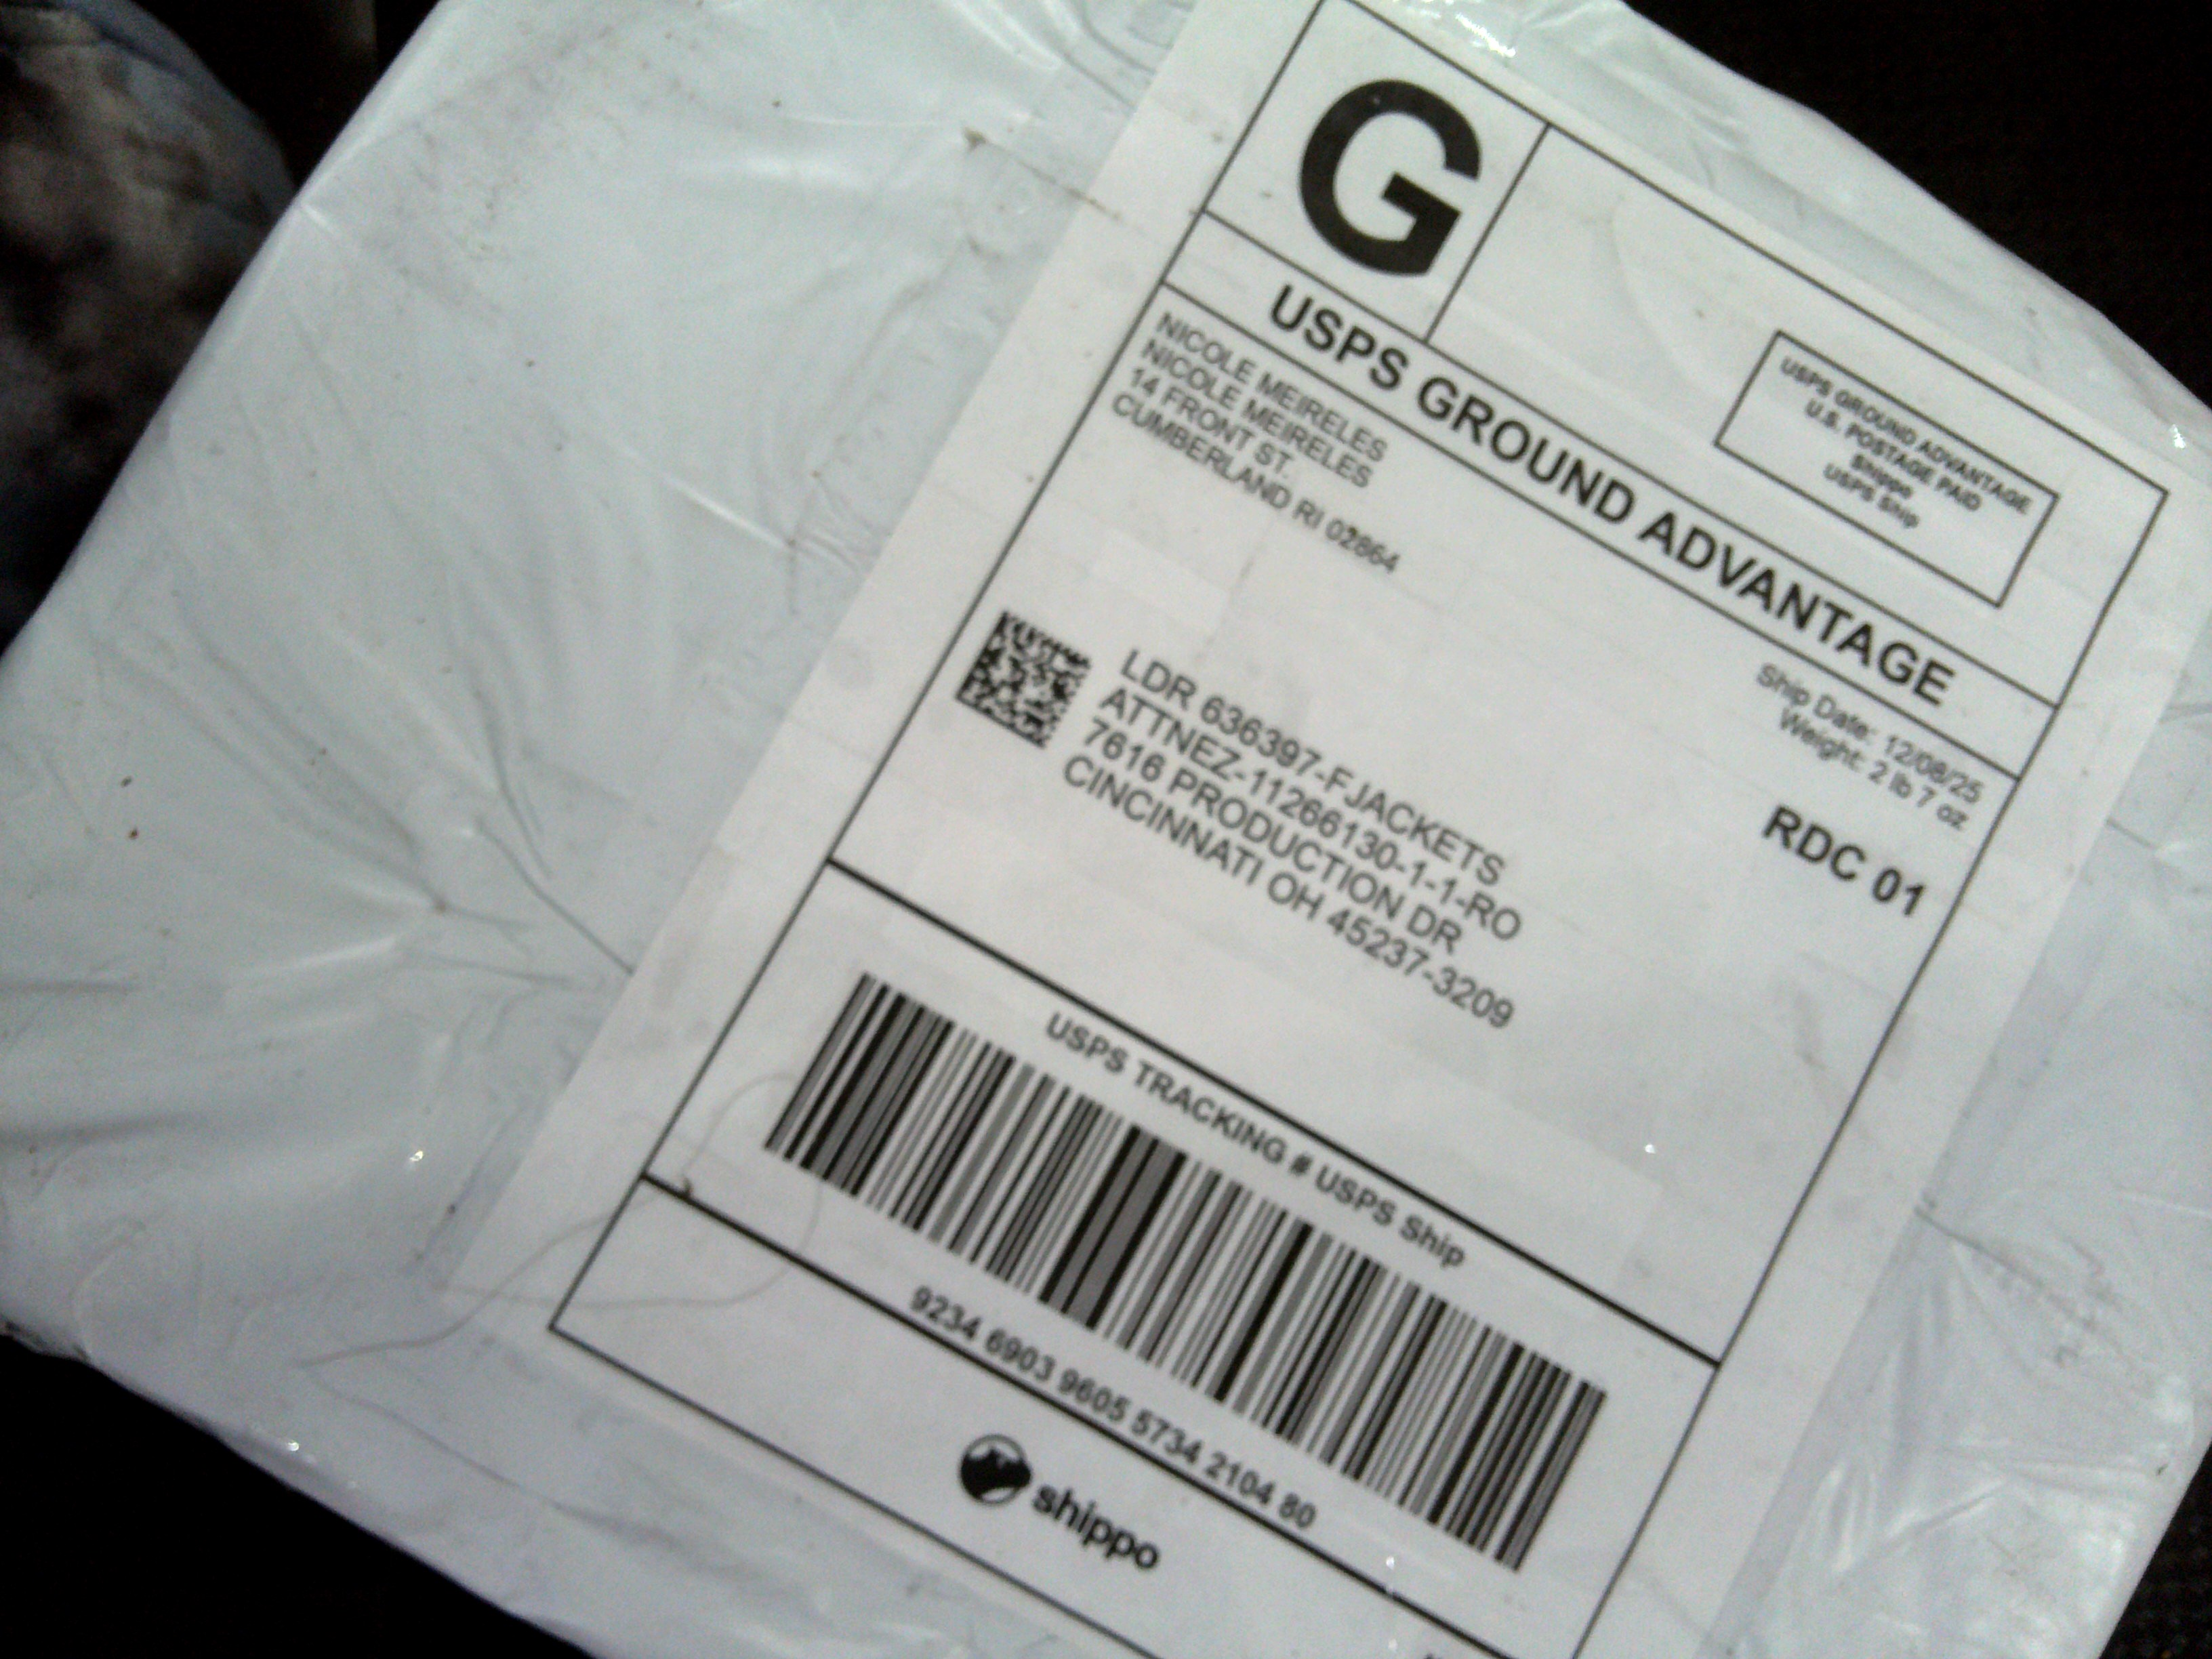 G
USPS GROUND ADVANTAGE
U.S. POSTAGE PAID
Shippo
USPS Ship
USPS GROUND ADVANTAGE
NICOLE MEIRELES
NICOLE MEIRELES
14 FRONT ST.
CUMBERLAND RI 02864
Ship Date: 12/08/25
Weight: 2 lb 7 oz
RDC 01
LDR 636397-FJACKETS
ATTNEZ-11266130-1-1-RO
7616 PRODUCTION DR
CINCINNATI OH 45237-3209
USPS TRACKING # USPS Ship
9234 6903 9605 5734 2104 80
shippo